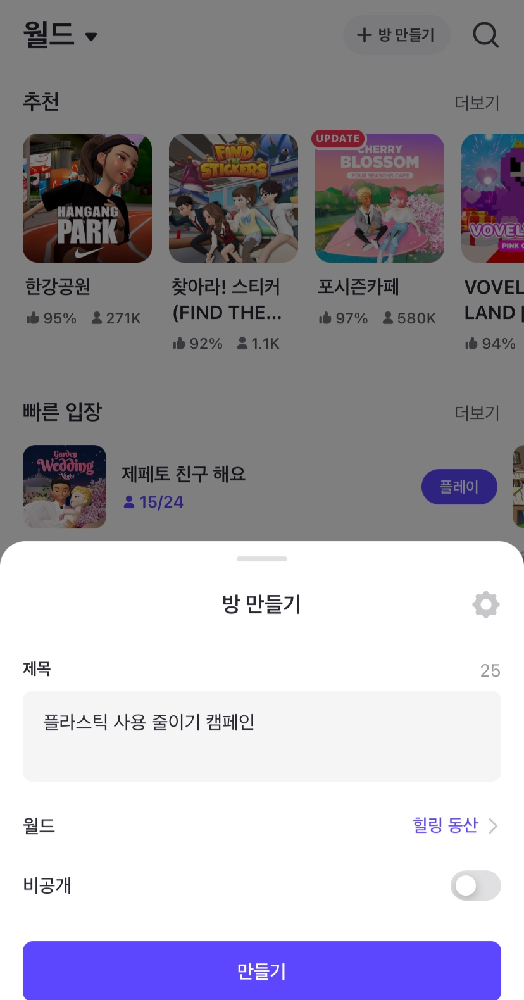 월드
방 만들기
추천
더보기
HANGANG
PARK
FIND
THE
STICKERS
UPDATE
CHERRY
BLOSSOM
FOUR SEASONS CAFE
PINK
한강공원
찾아라! 스티커
(FIND THE...
포시즌카페
VOVEL
LAND
95%
271K
92%
1.1K
97%
580K
94%
빠른 입장
더보기
Garden
Wedding
Night
제페토 친구 해요
15/24
플레이
방 만들기
제목
25
플라스틱 사용 줄이기 캠페인
월드
힐링 동산
비공개
만들기